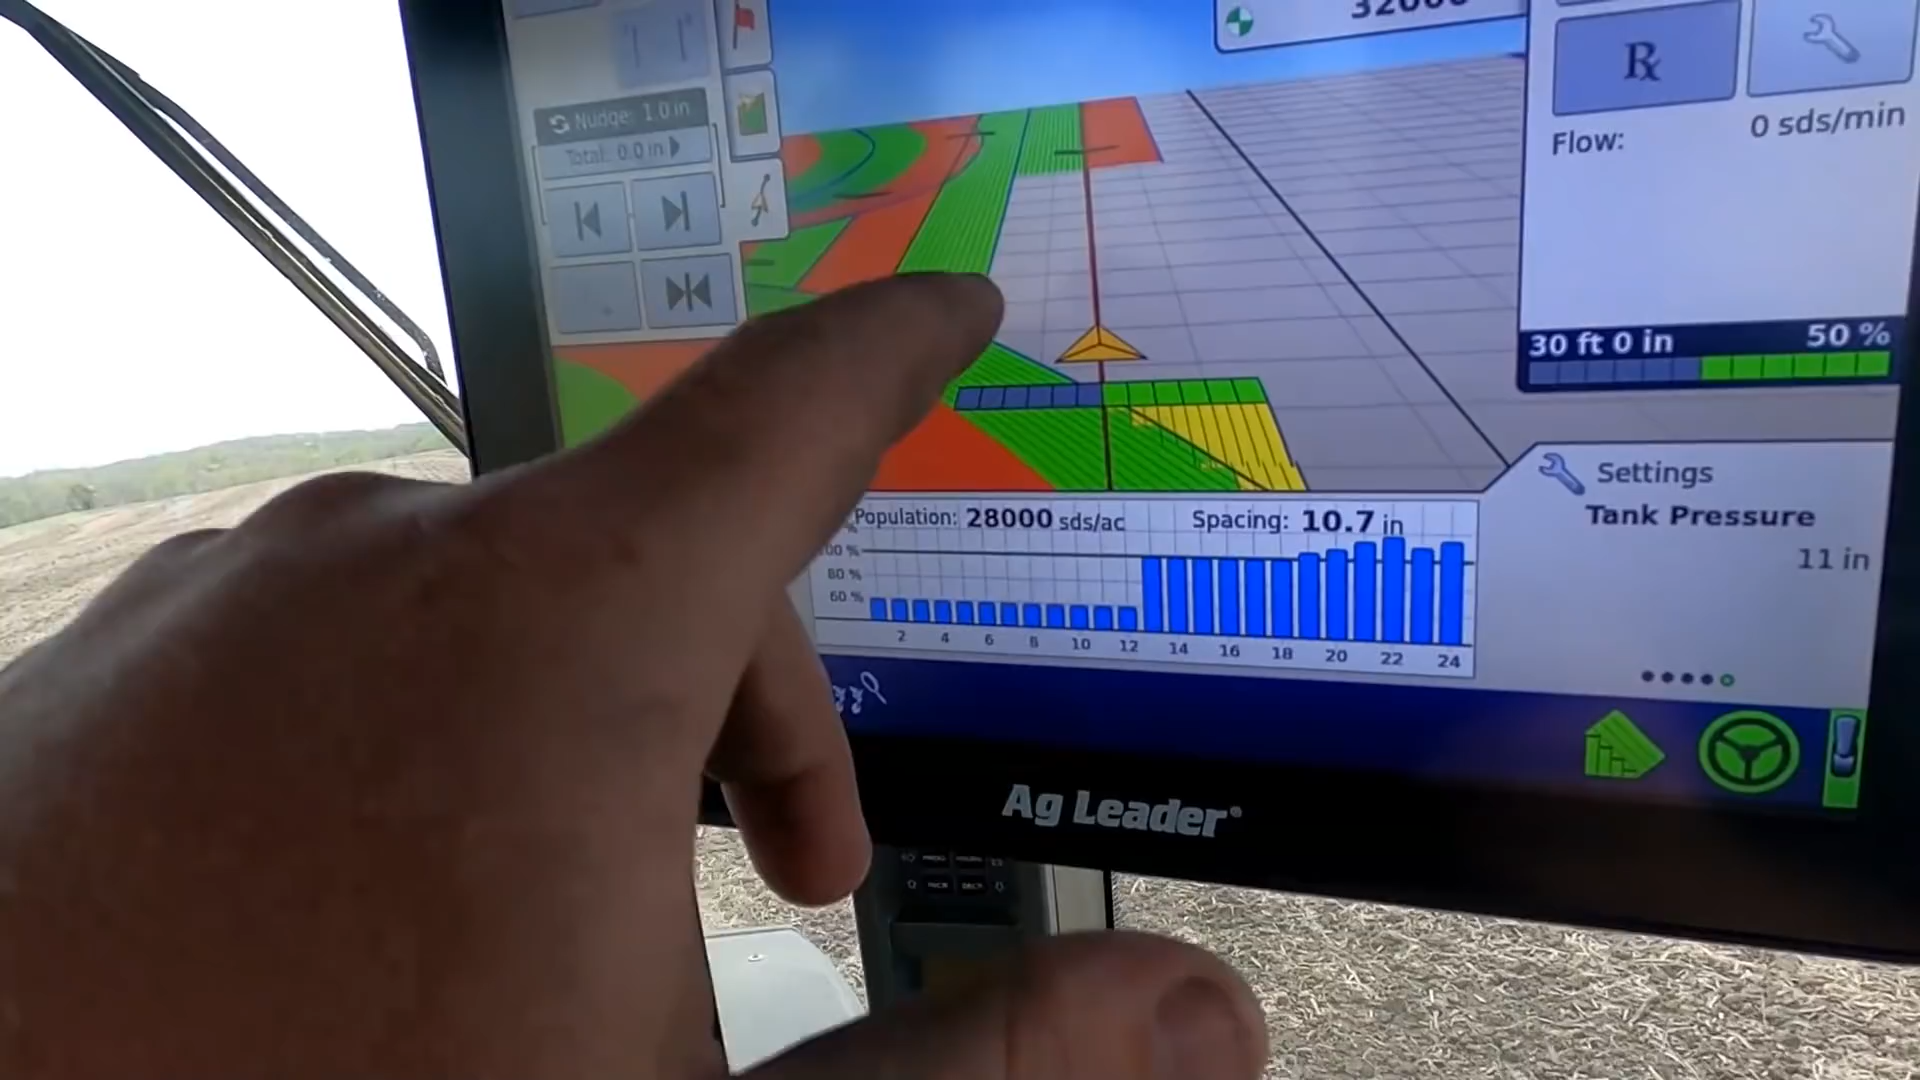 32000
Rx
Nudge: 1.0 in
Total: 0.0 in
Flow: 0 sds/min
30 ft 0 in 50 %
Population: 28000 sds/ac Spacing: 10.7 in
100 %
80 %
60 %
2 4 6 8 10 12 14 16 18 20 22 24
Settings
Tank Pressure
11 in
Ag Leader®